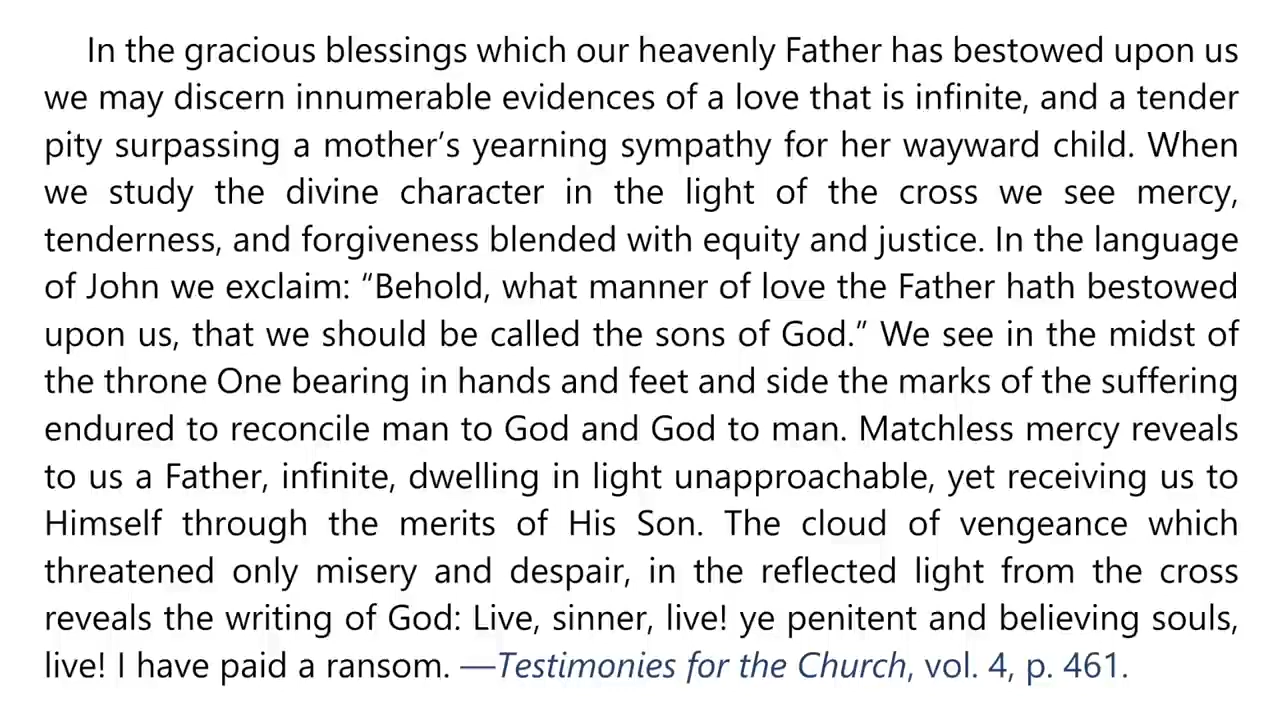 In the gracious blessings which our heavenly Father has bestowed upon us
we may discern innumerable evidences of a love that is infinite, and a tender
pity surpassing a mother’s yearning sympathy for her wayward child. When
we study the divine character in the light of the cross we see mercy,
tenderness, and forgiveness blended with equity and justice. In the language
of John we exclaim: “Behold, what manner of love the Father hath bestowed
upon us, that we should be called the sons of God.” We see in the midst of
the throne One bearing in hands and feet and side the marks of the suffering
endured to reconcile man to God and God to man. Matchless mercy reveals
to us a Father, infinite, dwelling in light unapproachable, yet receiving us to
Himself through the merits of His Son. The cloud of vengeance which
threatened only misery and despair, in the reflected light from the cross
reveals the writing of God: Live, sinner, live! ye penitent and believing souls,
live! I have paid a ransom. —Testimonies for the Church, vol. 4, p. 461.